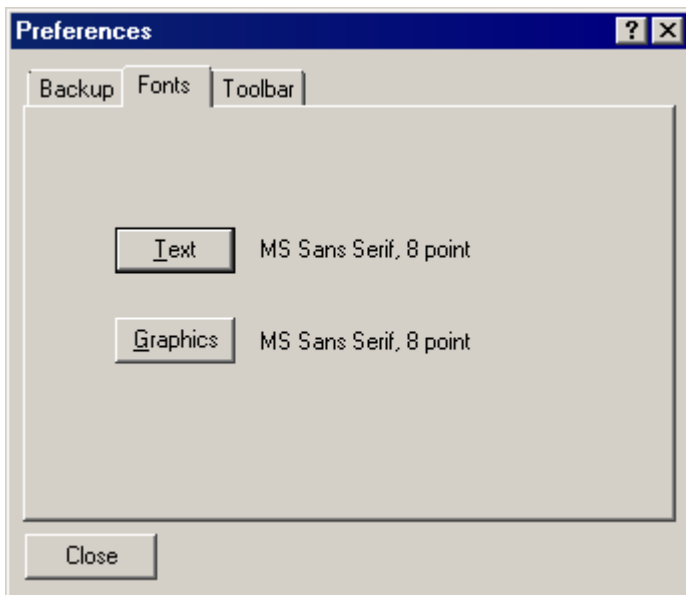 Preferences
Backup Fonts Toolbar
Text MS Sans Serif, 8 point
Graphics MS Sans Serif, 8 point
Close